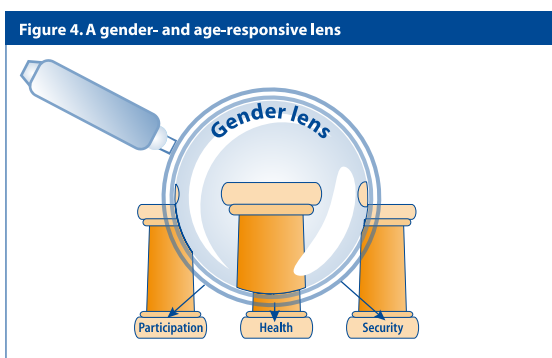 Figure 4. A gender- and age-responsive lens
Gender lens
Participation
Health
Security